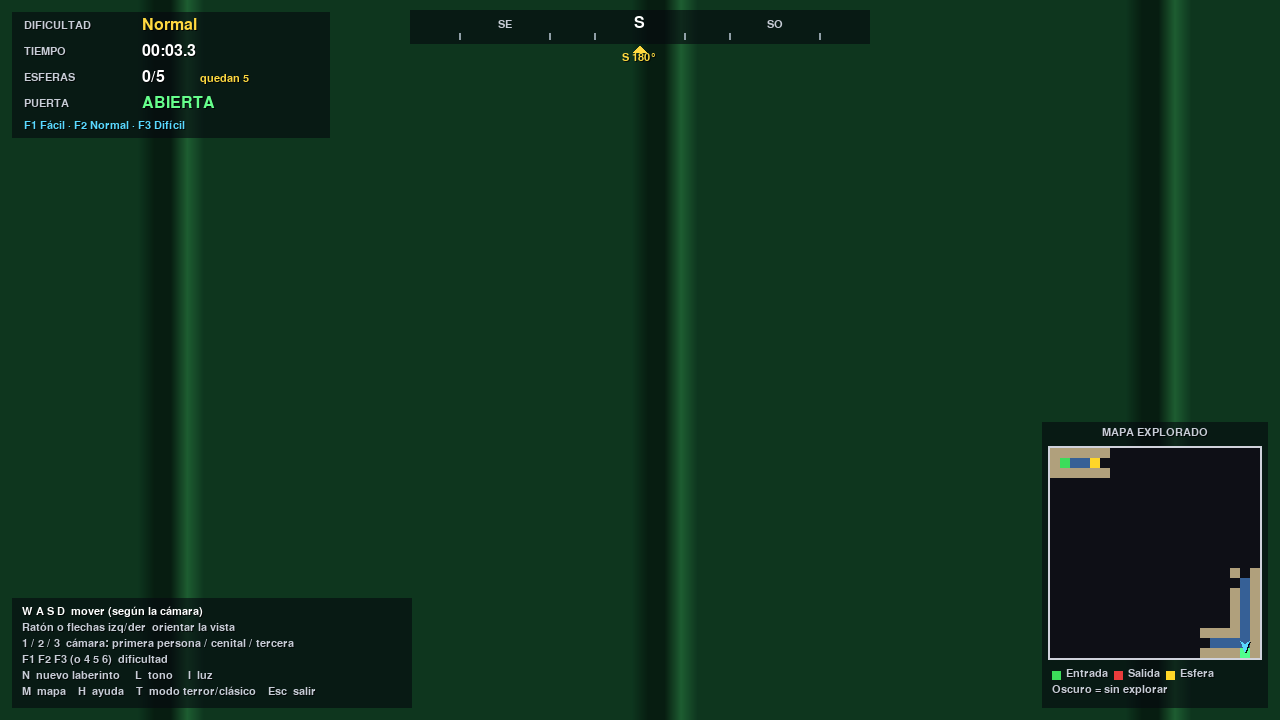 DIFICULTAD Normal
TIEMPO 00:03.3
ESFERAS 0/5 quedan 5
PUERTA ABIERTA
F1 Fácil · F2 Normal · F3 Difícil
SE S SO
S 180°
MAPA EXPLORADO
Entrada Salida Esfera
Oscuro = sin explorar
W A S D mover (según la cámara)
Ratón o flechas izq/der orientar la vista
1 / 2 / 3 cámara: primera persona / cenital / tercera
F1 F2 F3 (o 4 5 6) dificultad
N nuevo laberinto L tono I luz
M mapa H ayuda T modo terror/clásico Esc salir